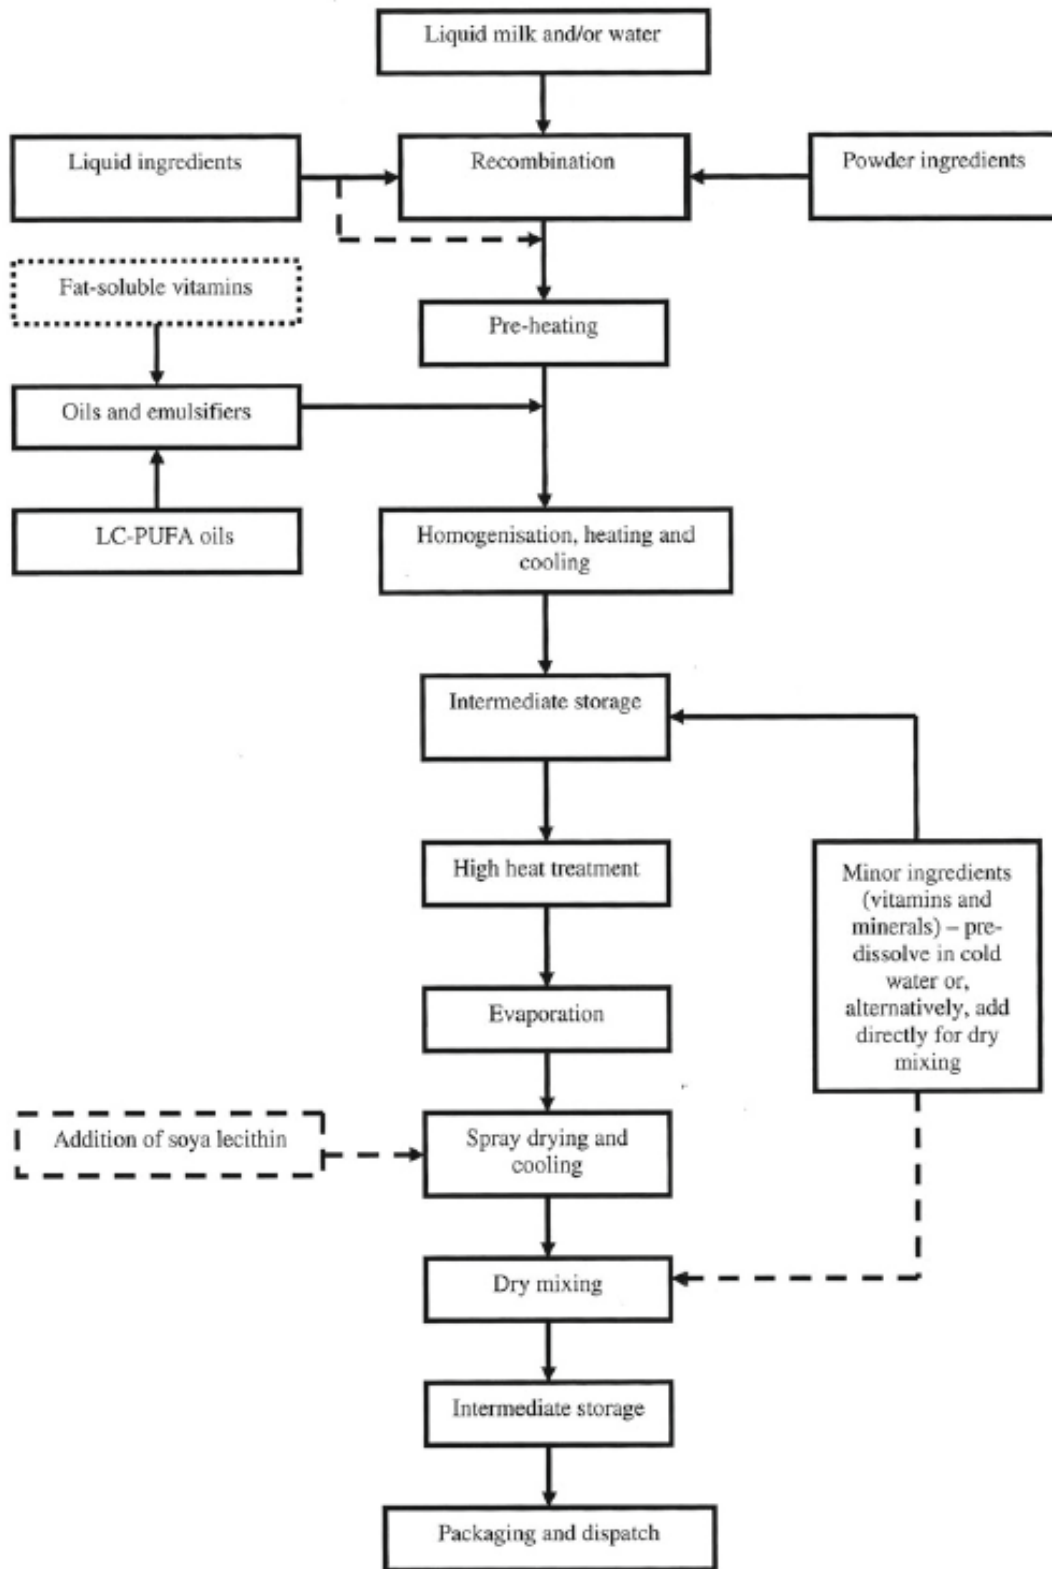 Liquid milk and/or water
Liquid ingredients
Recombination
Powder ingredients
Fat-soluble vitamins
Pre-heating
Oils and emulsifiers
LC-PUFA oils
Homogenisation, heating and
cooling
Intermediate storage
High heat treatment
Minor ingredients
(vitamins and
minerals) – pre-
dissolve in cold
water or,
alternatively, add
directly for dry
mixing
Evaporation
Addition of soya lecithin
Spray drying and
cooling
Dry mixing
Intermediate storage
Packaging and dispatch